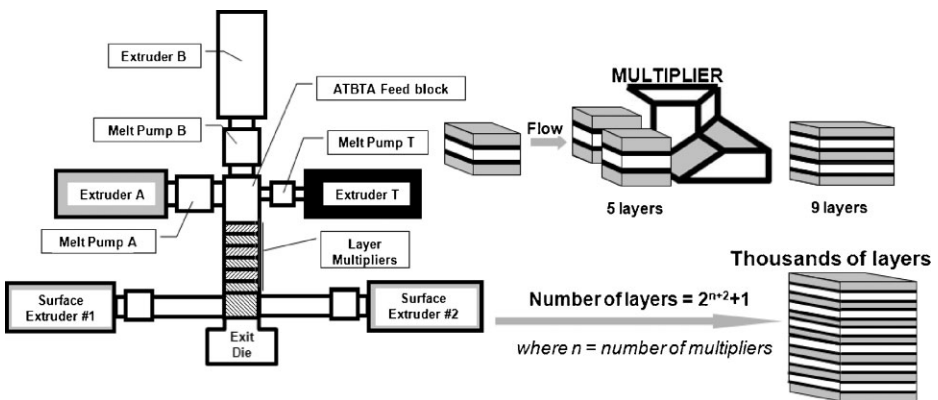 Extruder B
ATBTA Feed block
Melt Pump B
Melt Pump T
Extruder A
Extruder T
Melt Pump A
Layer
Multipliers
Surface
Extruder #1
Surface
Extruder #2
Exit
Die
MULTIPLIER
Flow
5 layers
9 layers
Thousands of layers
Number of layers = 2ⁿ⁺²+1
where n = number of multipliers